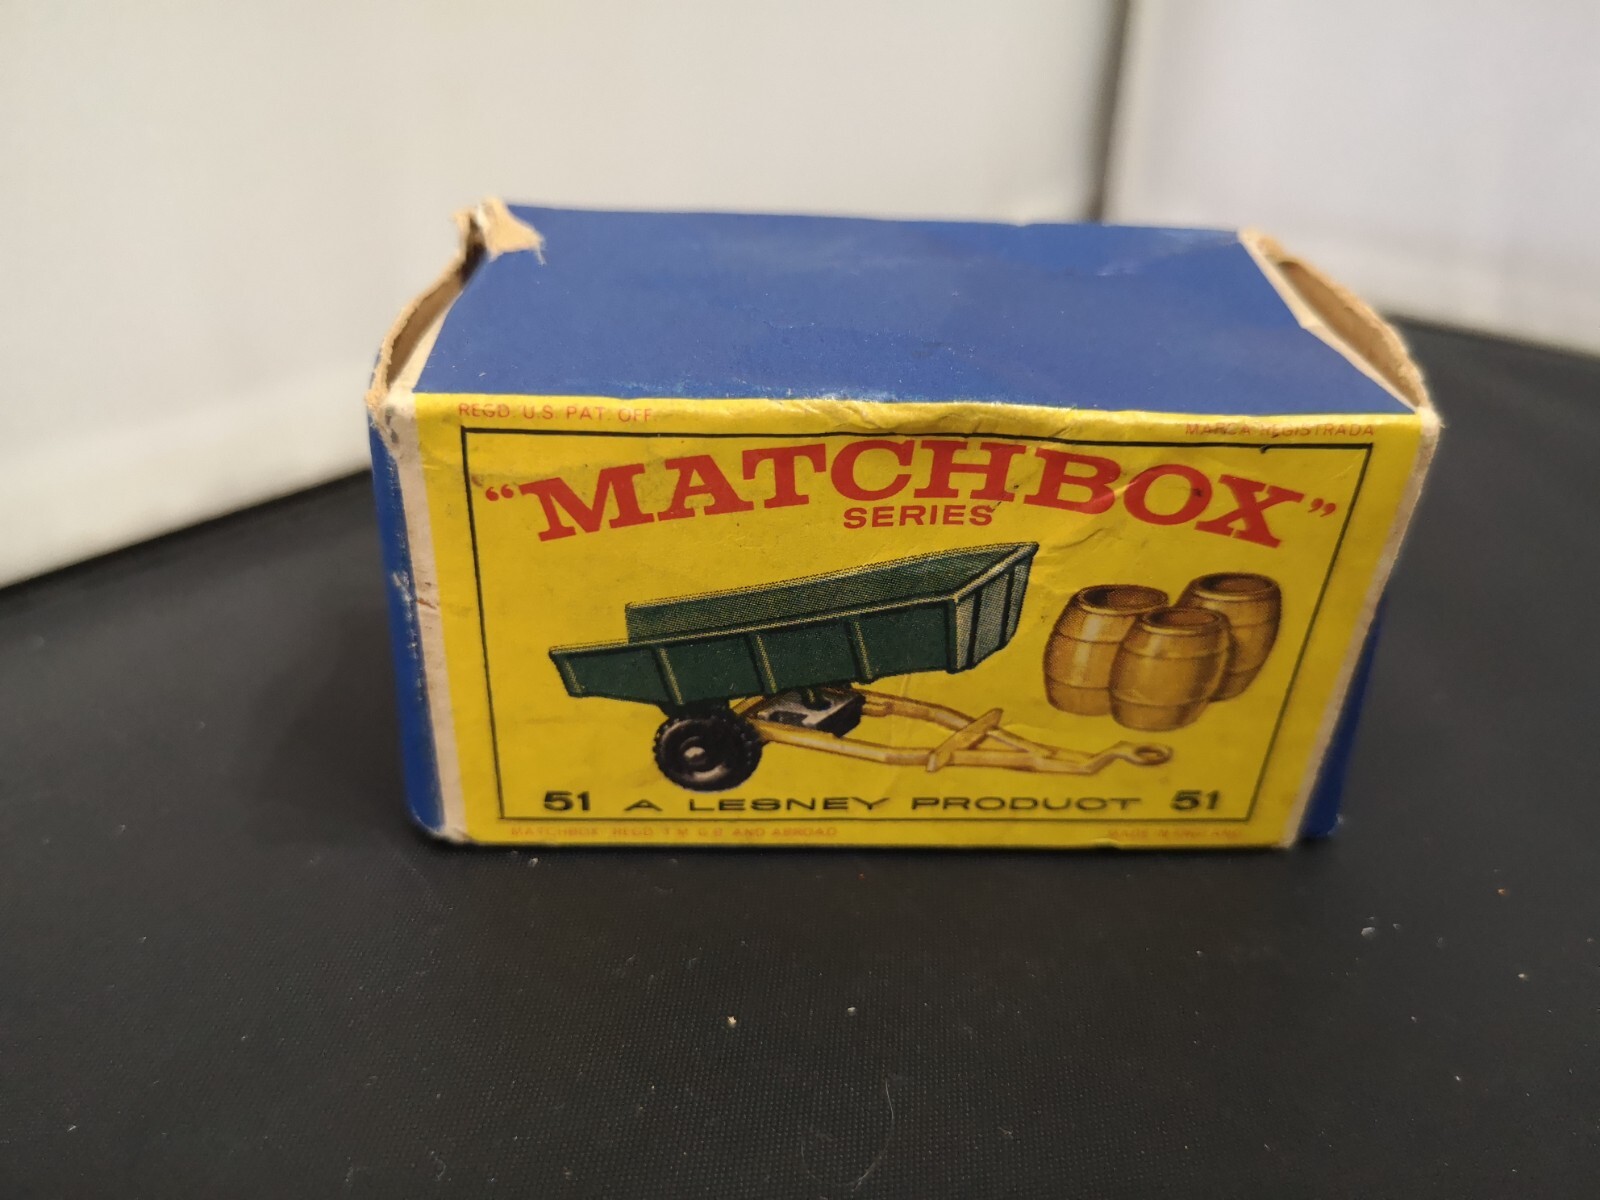 REGD. U.S. PAT. OFF.
MARCA REGISTRADA
"MATCHBOX"
SERIES
51 A LESNEY PRODUCT 51
MATCHBOX REGD. T.M. G.B. AND ABROAD
MADE IN ENGLAND